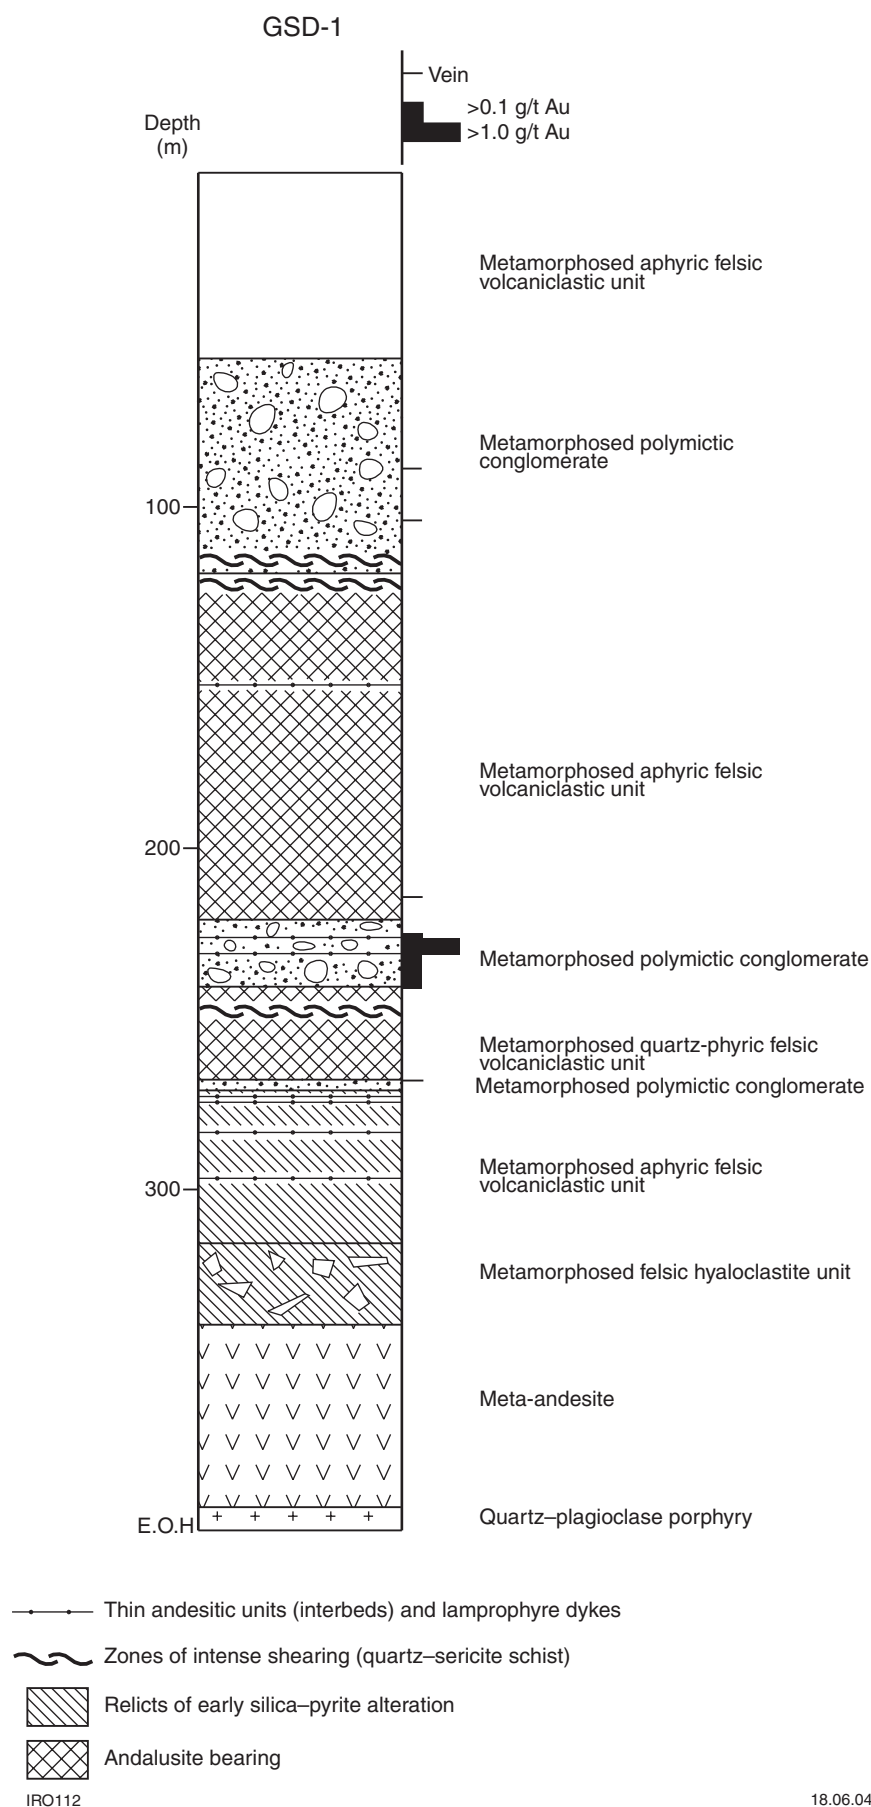 GSD-1
Vein
>0.1 g/t Au
>1.0 g/t Au
Depth
(m)
Metamorphosed aphyric felsic
volcaniclastic unit
Metamorphosed polymictic
conglomerate
100
Metamorphosed aphyric felsic
volcaniclastic unit
200
Metamorphosed polymictic conglomerate
Metamorphosed quartz-phyric felsic
volcaniclastic unit
Metamorphosed polymictic conglomerate
Metamorphosed aphyric felsic
volcaniclastic unit
300
Metamorphosed felsic hyaloclastite unit
Meta-andesite
Quartz–plagioclase porphyry
E.O.H
Thin andesitic units (interbeds) and lamprophyre dykes
Zones of intense shearing (quartz–sericite schist)
Relicts of early silica–pyrite alteration
Andalusite bearing
IRO112
18.06.04